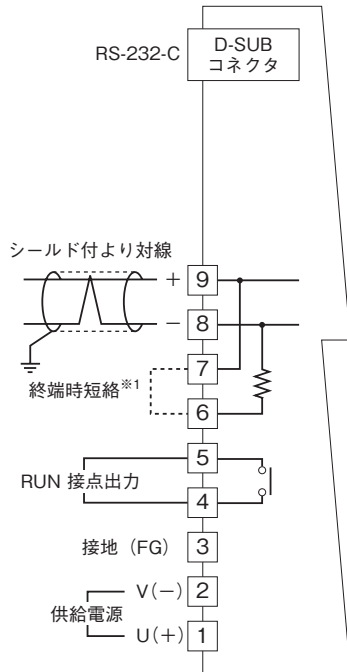 RS-232-C
D-SUB
コネクタ
シールド付より対線
+ 9
− 8
7
終端時短絡※1
6
5
RUN 接点出力
4
接地（FG） 3
V(−) 2
供給電源
U(+) 1